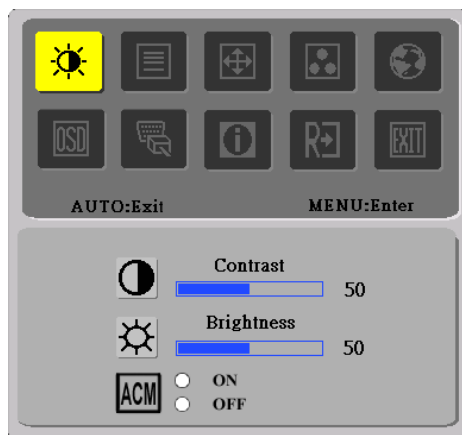 OSD
i
R
EXIT
AUTO:Exit MENU:Enter
Contrast
50
Brightness
50
ACM ON
OFF